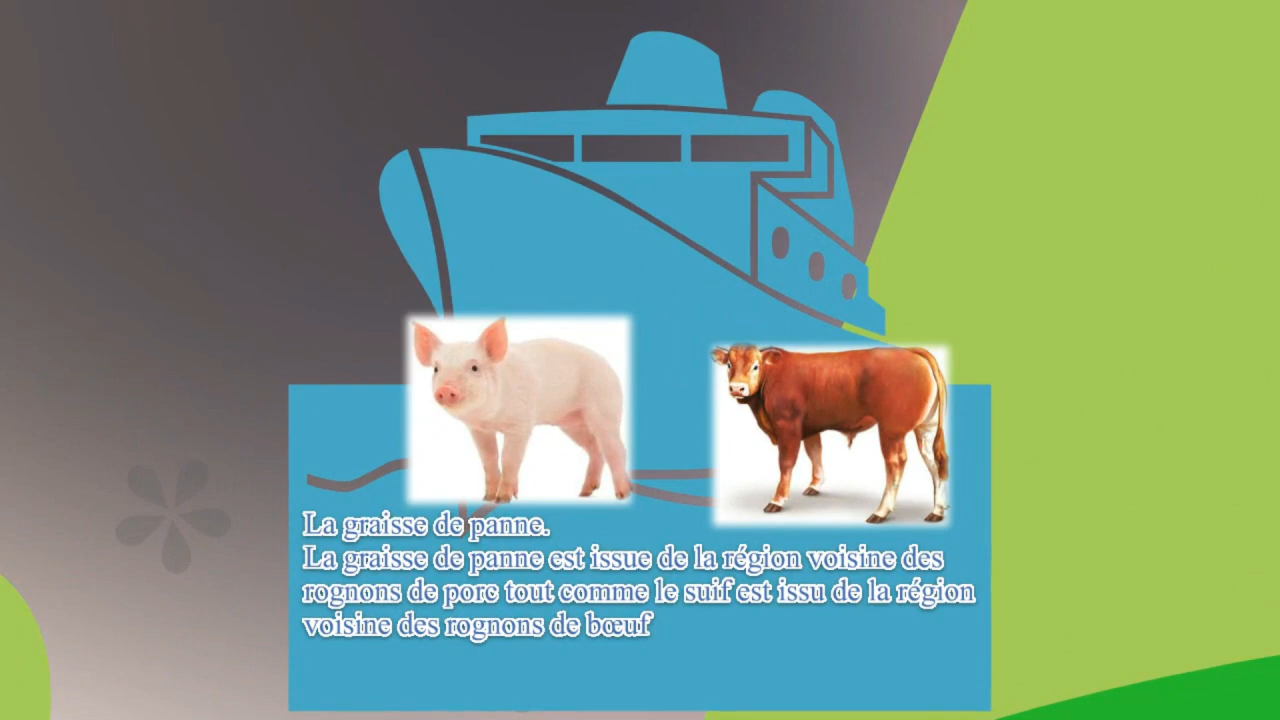 La graisse de panne.
La graisse de panne est issue de la région voisine des
rognons de porc tout comme le suif est issu de la région
voisine des rognons de bœuf